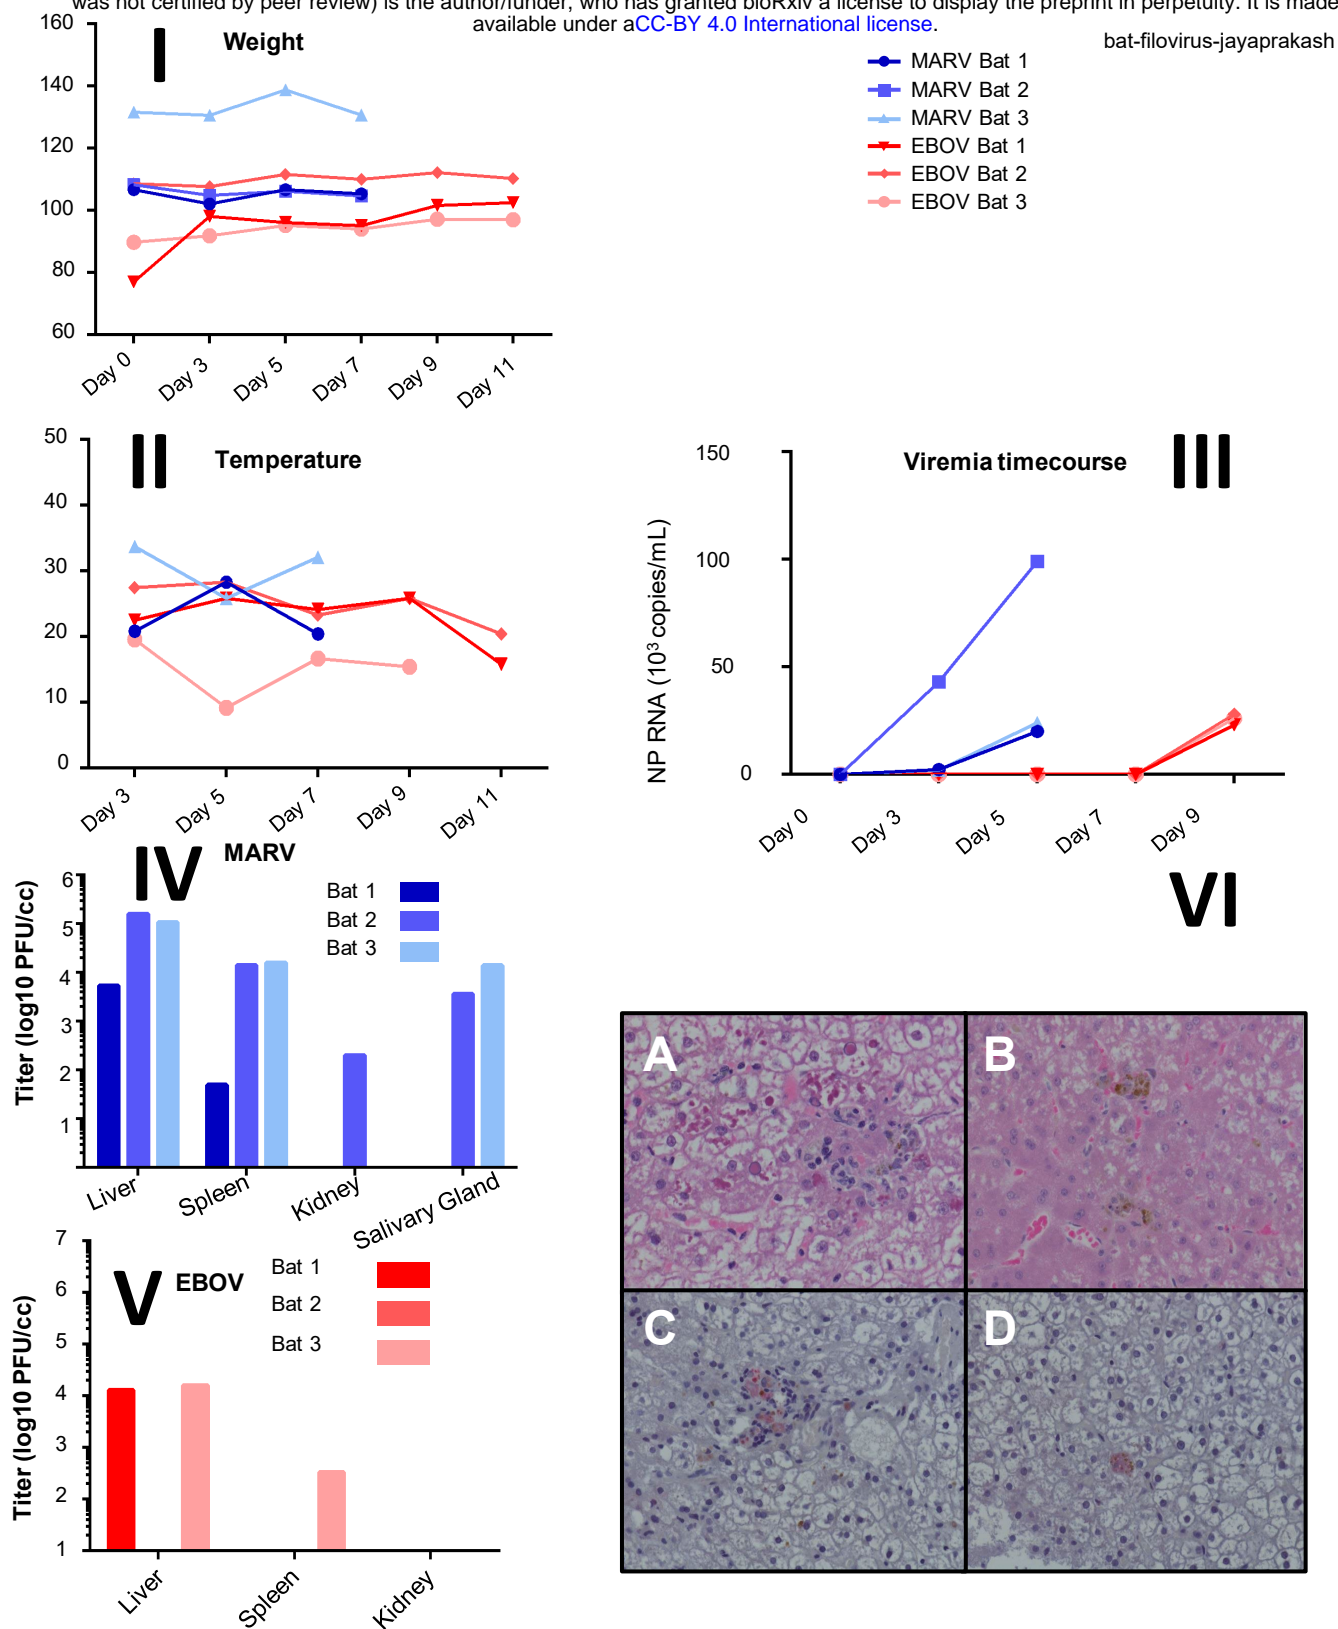 was not certified by peer review) is the author/funder, who has granted bioRxiv a license to display the preprint in perpetuity. It is made
available under aCC-BY 4.0 International license.
bat-filovirus-jayaprakash
I
Weight
160
140
120
100
80
60
Day 0
Day 3
Day 5
Day 7
Day 9
Day 11
MARV Bat 1
MARV Bat 2
MARV Bat 3
EBOV Bat 1
EBOV Bat 2
EBOV Bat 3
II
Temperature
50
40
30
20
10
0
Day 3
Day 5
Day 7
Day 9
Day 11
Viremia timecourse
III
NP RNA (10³ copies/mL)
150
100
50
0
Day 0
Day 3
Day 5
Day 7
Day 9
IV
MARV
Titer (log10 PFU/cc)
6
5
4
3
2
1
Bat 1
Bat 2
Bat 3
Liver
Spleen
Kidney
Salivary Gland
V
EBOV
Titer (log10 PFU/cc)
7
6
5
4
3
2
1
Bat 1
Bat 2
Bat 3
Liver
Spleen
Kidney
VI
A
B
C
D